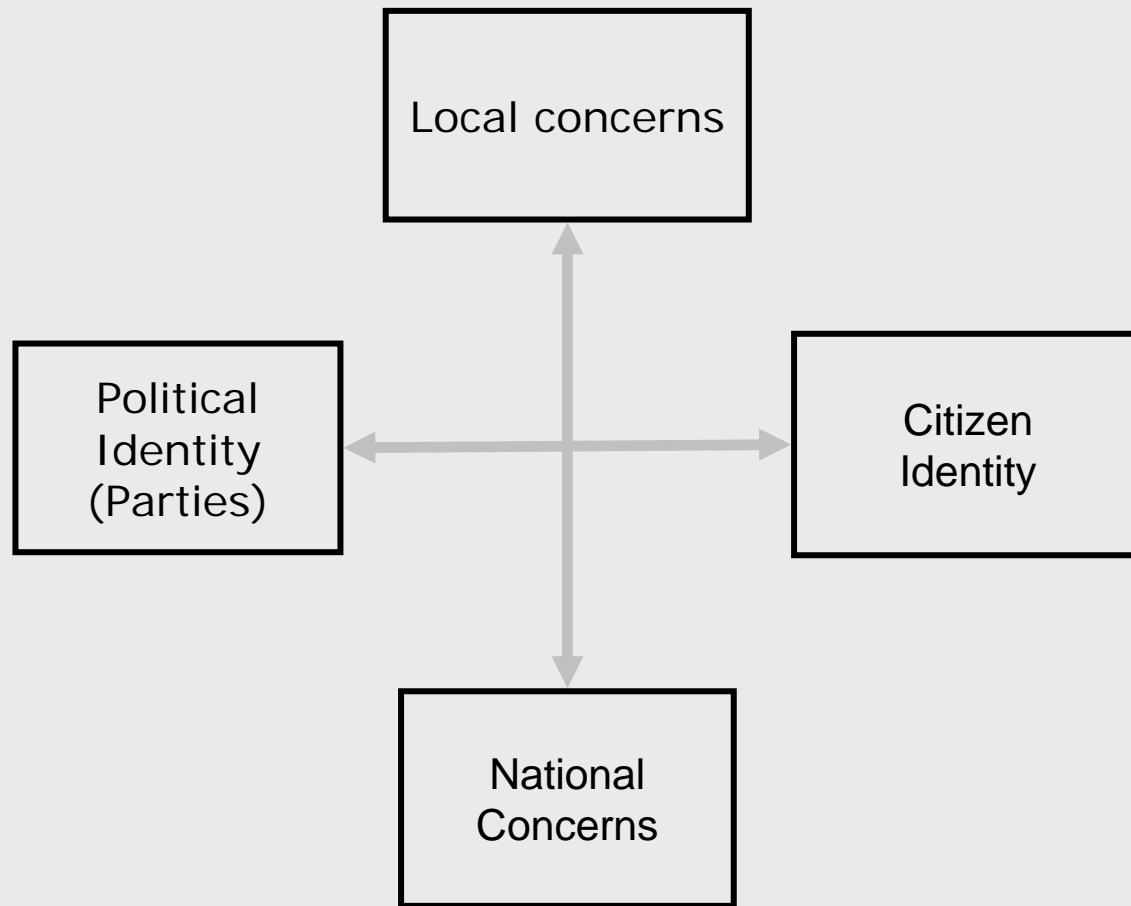 Local concerns
Political
Identity
(Parties)
Citizen
Identity
National
Concerns